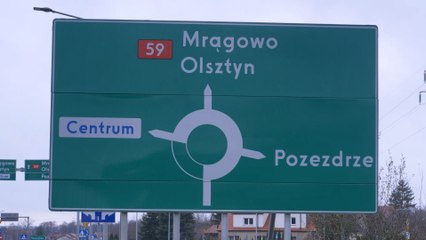 59 Mrągowo
Olsztyn
Centrum
Pozezdrze